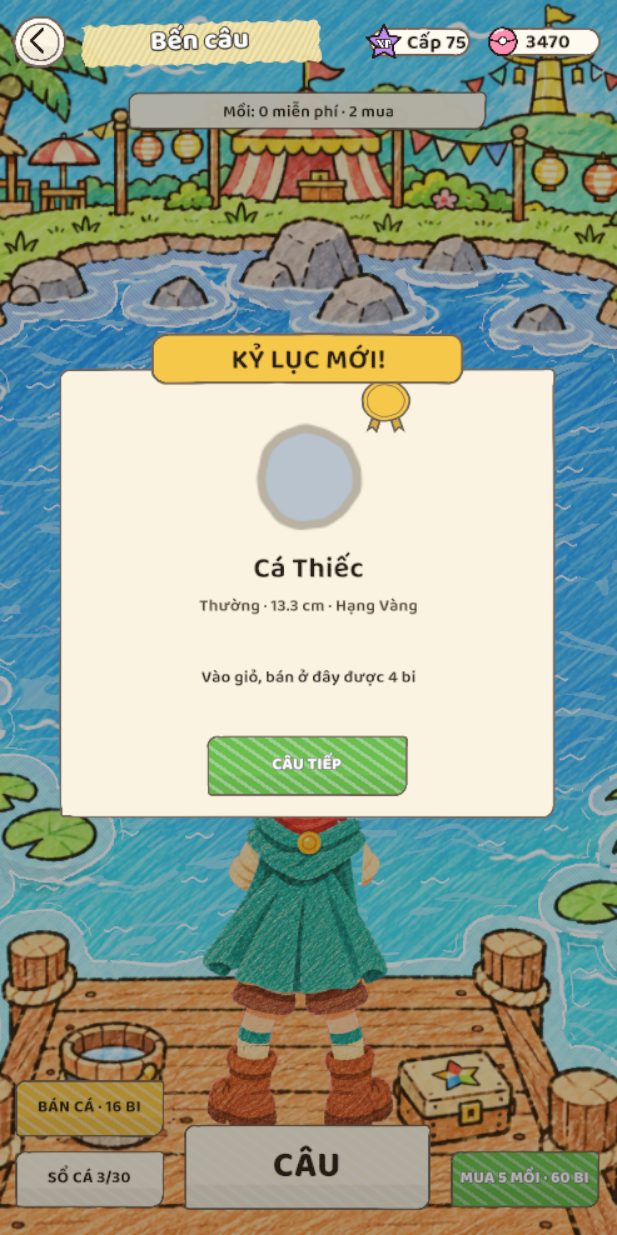 Bến câu
XP Cấp 75
3470
Mồi: 0 miễn phí · 2 mua
KỶ LỤC MỚI!
Cá Thiếc
Thường · 13.3 cm · Hạng Vàng
Vào giỏ, bán ở đây được 4 bi
CÂU TIẾP
BÁN CÁ · 16 BI
SỔ CÁ 3/30
CÂU
MUA 5 MỒI · 60 BI